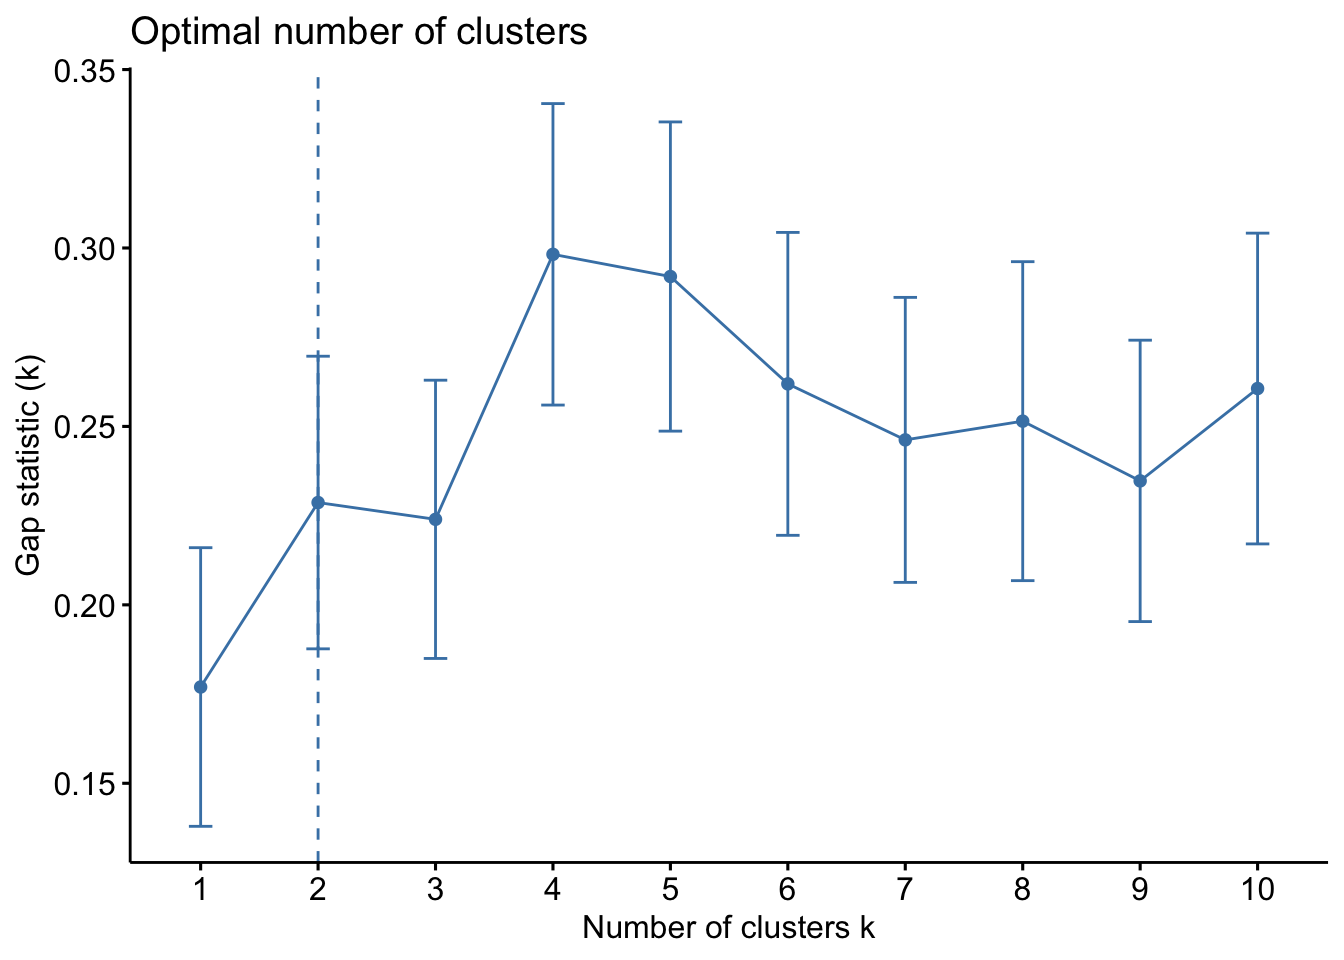 Optimal number of clusters
0.35
0.30
0.25
0.20
0.15
Gap statistic (k)
1 2 3 4 5 6 7 8 9 10
Number of clusters k